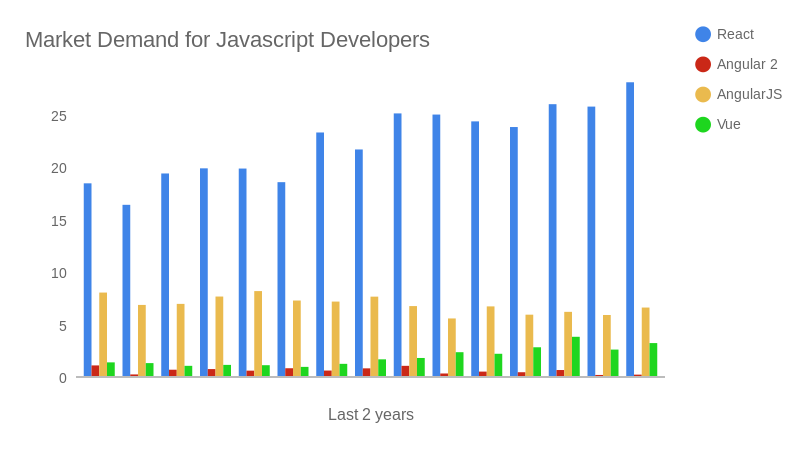 Market Demand for Javascript Developers
React
Angular 2
AngularJS
Vue
25
20
15
10
5
0
Last 2 years